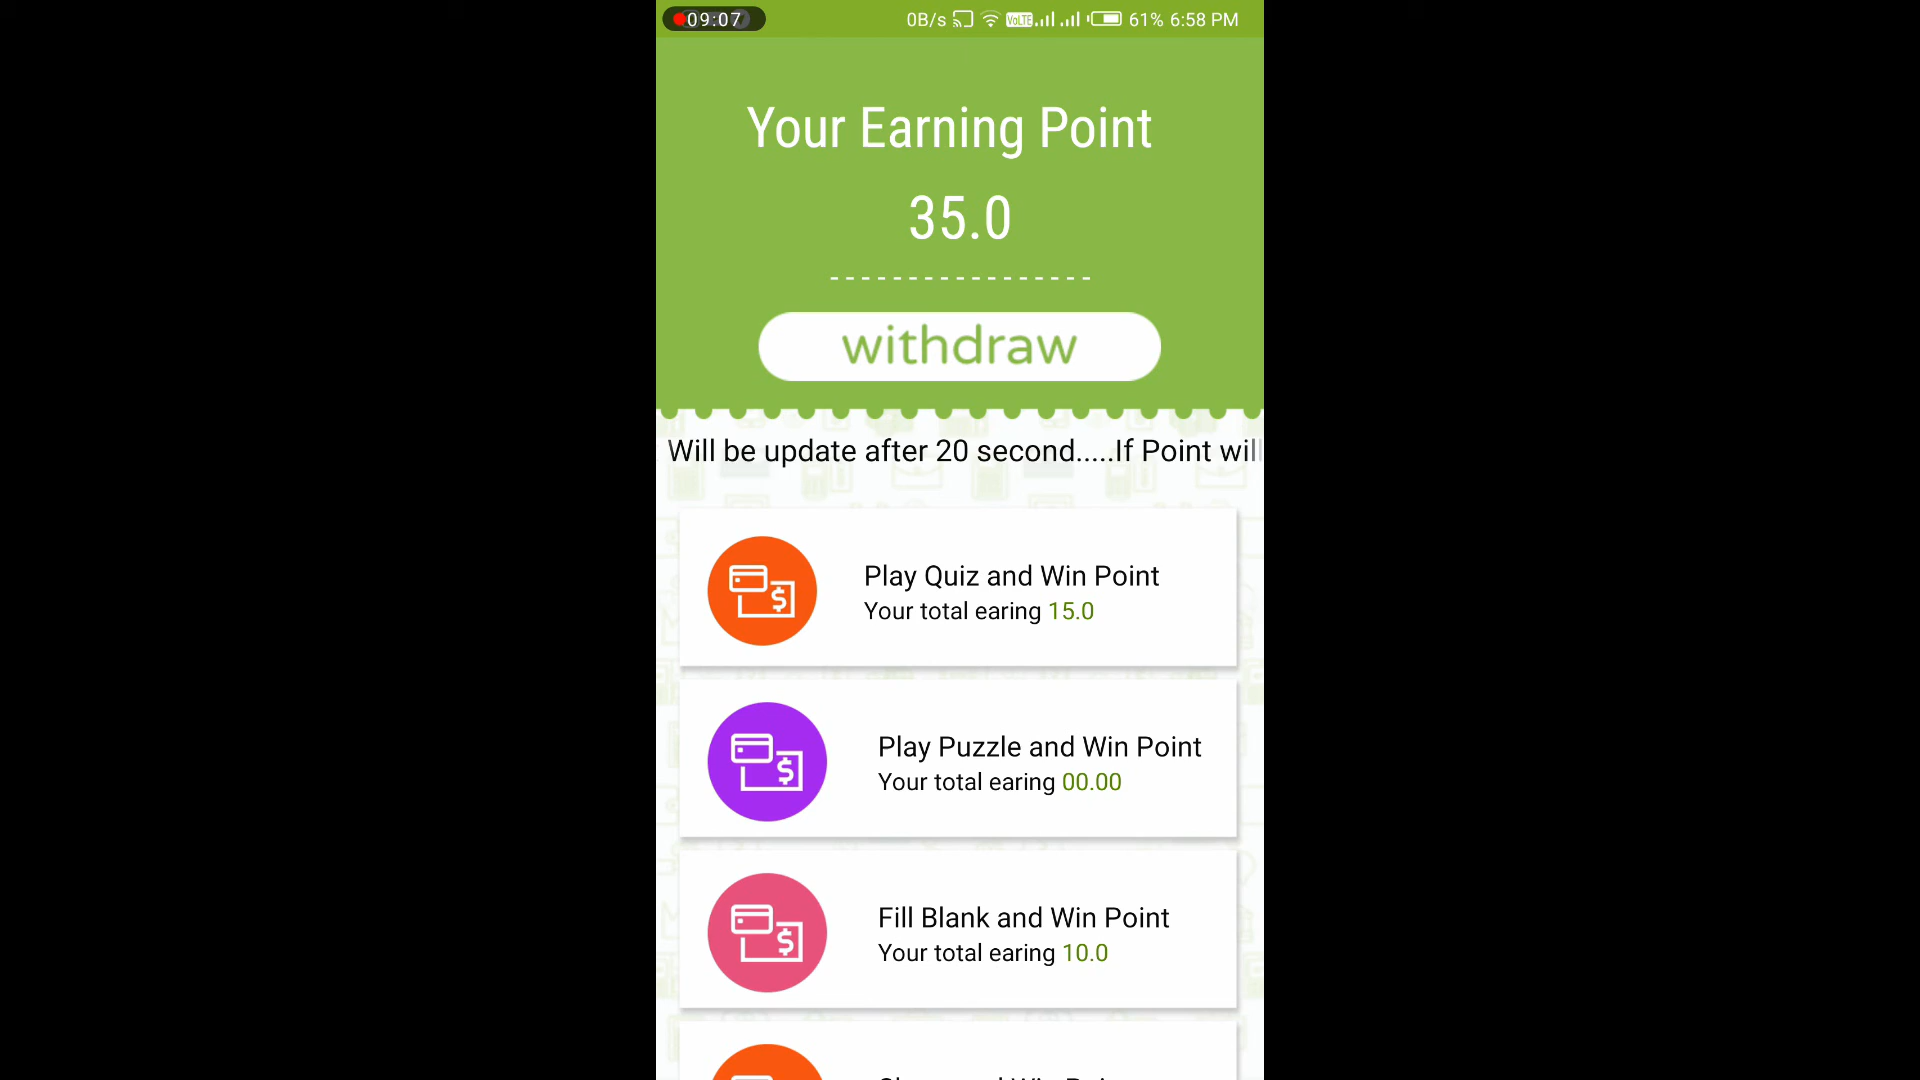 09:07 0B/s VoLTE 61% 6:58 PM
Your Earning Point
35.0
withdraw
Will be update after 20 second.....If Point will
Play Quiz and Win Point
Your total earing 15.0
Play Puzzle and Win Point
Your total earing 00.00
Fill Blank and Win Point
Your total earing 10.0